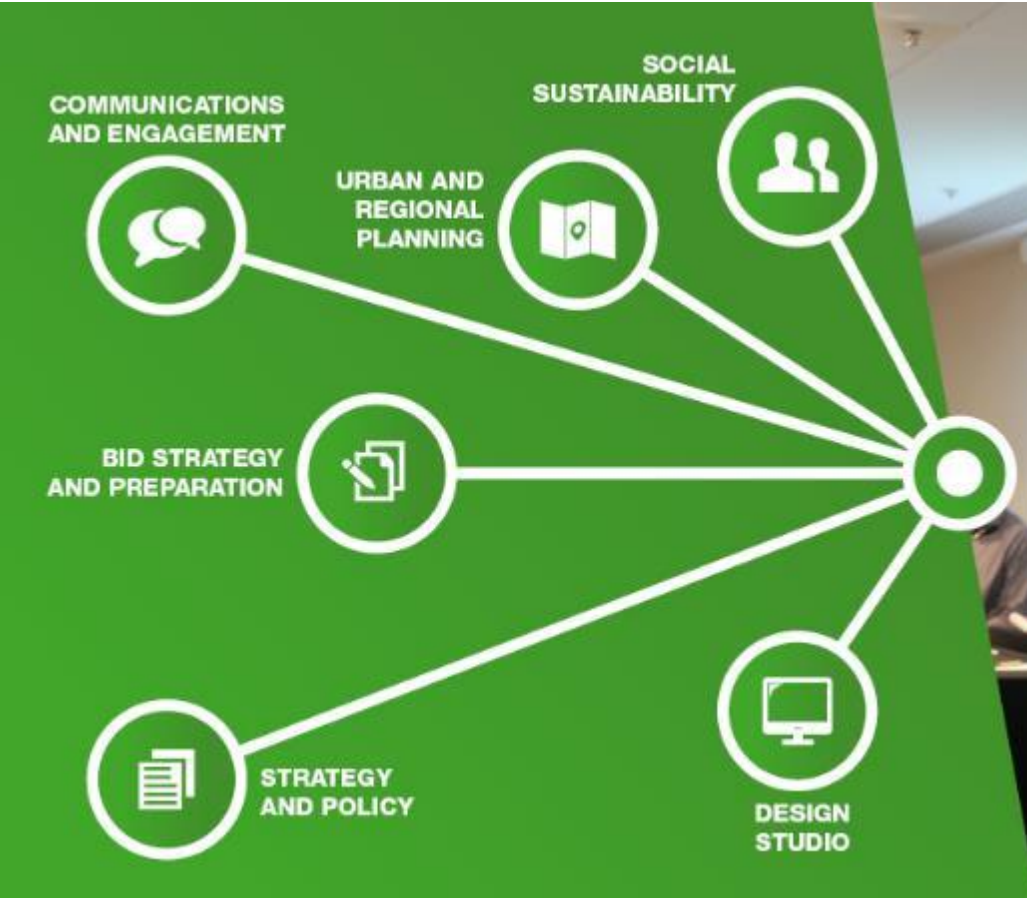 SOCIAL
SUSTAINABILITY
COMMUNICATIONS
AND ENGAGEMENT
URBAN AND
REGIONAL
PLANNING
BID STRATEGY
AND PREPARATION
STRATEGY
AND POLICY
DESIGN
STUDIO